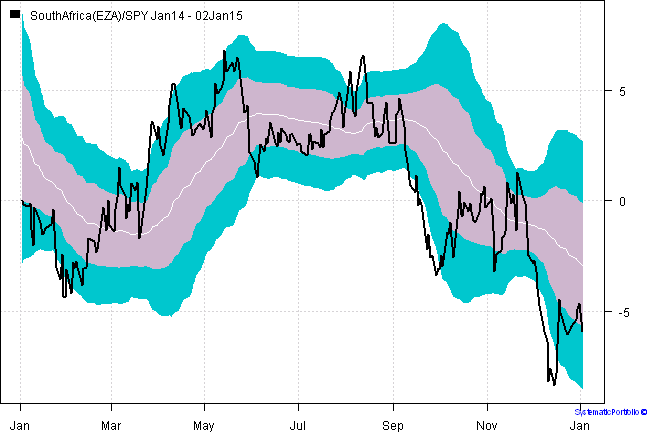 SouthAfrica(EZA)/SPY Jan14 - 02Jan15
5
0
-5
SystematicPortfolio ©
Jan Mar May Jul Sep Nov Jan